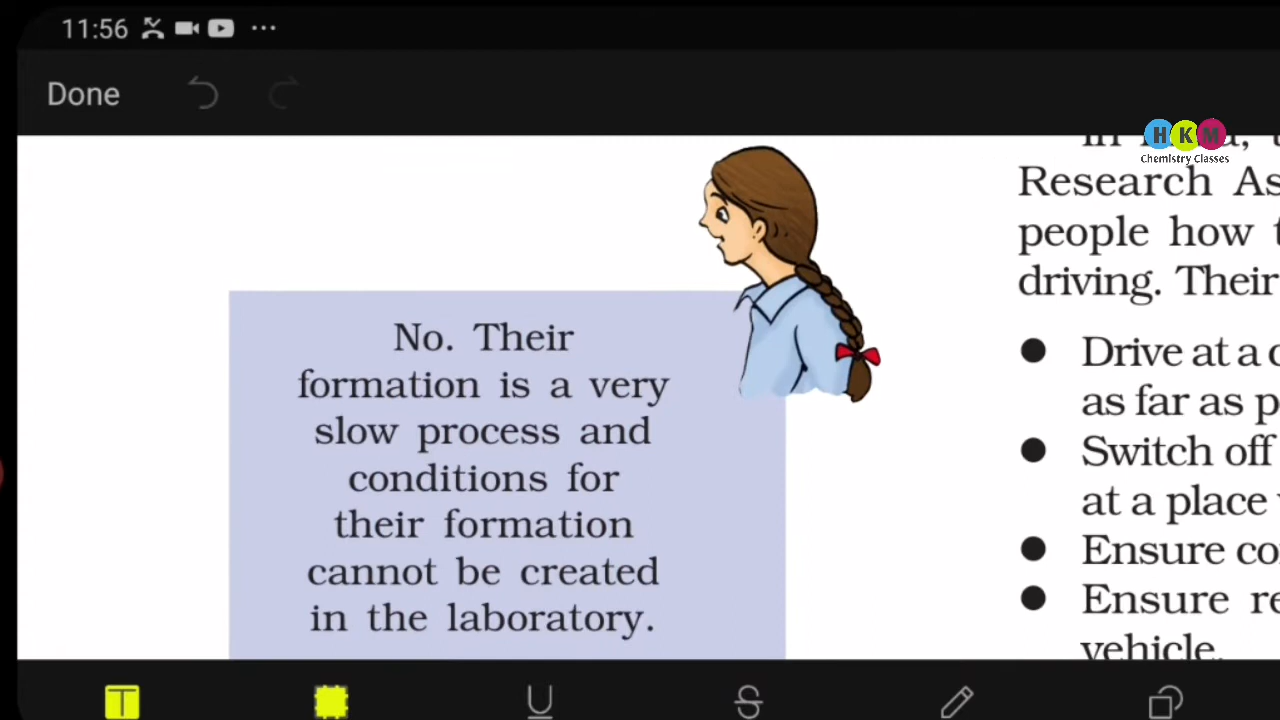 11:56
Done
H K M
Chemistry Classes
No. Their
formation is a very
slow process and
conditions for
their formation
cannot be created
in the laboratory.
Research
people how
driving. Their
Drive at a
as far as
Switch off
at a place
Ensure
Ensure
vehicle.
T
U
S